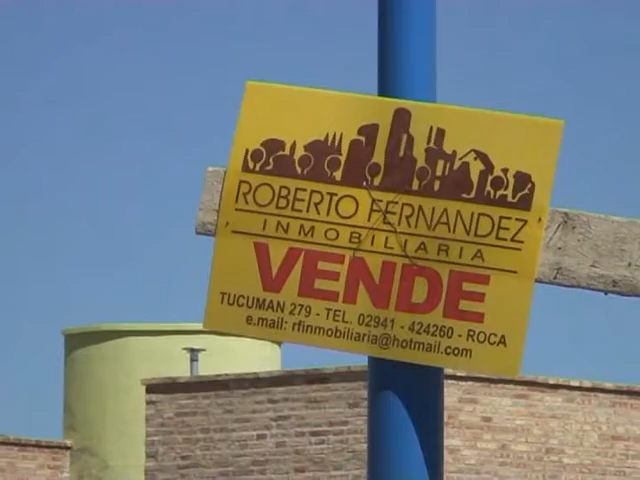 ROBERTO FERNANDEZ
INMOBILIARIA
VENDE
TUCUMAN 279 - TEL. 02941 - 424260 - ROCA
e.mail: rfinmobiliaria@hotmail.com